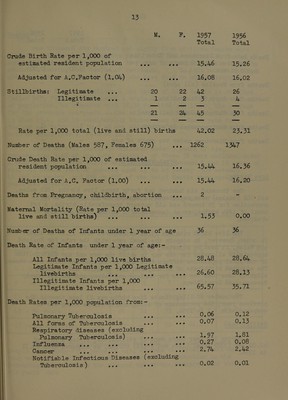 13
M. F. 1957 Total 1956 Total
Crude Birth Rate per 1,000 of
estimated resident population ... ... 15.46 15.26
Adjusted for A.C.Factor (1.04) ... ... 16.08 16.02
Stillbirths: Legitimate ... 20 22 42 26
Illegitimate ... 1 2 3 4
21 24 45 30
Rate per 1,000 total (live and still) births 42.02 23.31
Number of Deaths (Males 587, Females 675) ... 1262 1347
Crude Death Rate per 1,000 of estimated
resident population ... ... ... 15.44 16.36
Adjusted for A.C. Factor (1.00) ... ... 15.44 16.20
Deaths from Pregnancy, childbirth, abortion ... 2 -
Maternal Mortality (Rate per 1,000 total
live and still births) ... ... ... 1.53 0.00
Number of Deaths of Infants under 1 year of age 36 36
Death Rate of Infants under 1 year of age:-
All Infants per 1,000 live births 28.48 28.64
Legitimate Infants per 1,000 Legitimate
livebirths ... ... ... 26.60 28.13
Illegitimate Infants per 1,000
Illegitimate livebirths ... ... 65.57 35.71
Death Rates per 1,000 population from:-
Pulmonary Tuberculosis ... ... 0.06 0.12
All forms of Tuberculosis ... ... 0.07 0.13
Respiratory diseases (excluding
Pulmonary Tuberculosis) ... ... 1.97 1.81
Influenza ... ... ... ... 0.27 0.08
Cancer ... ... ... ... 2.74 2.42
Notifiable Infectious Diseases (excluding
Tuberculosis) ... ... ... 0.02 0.01